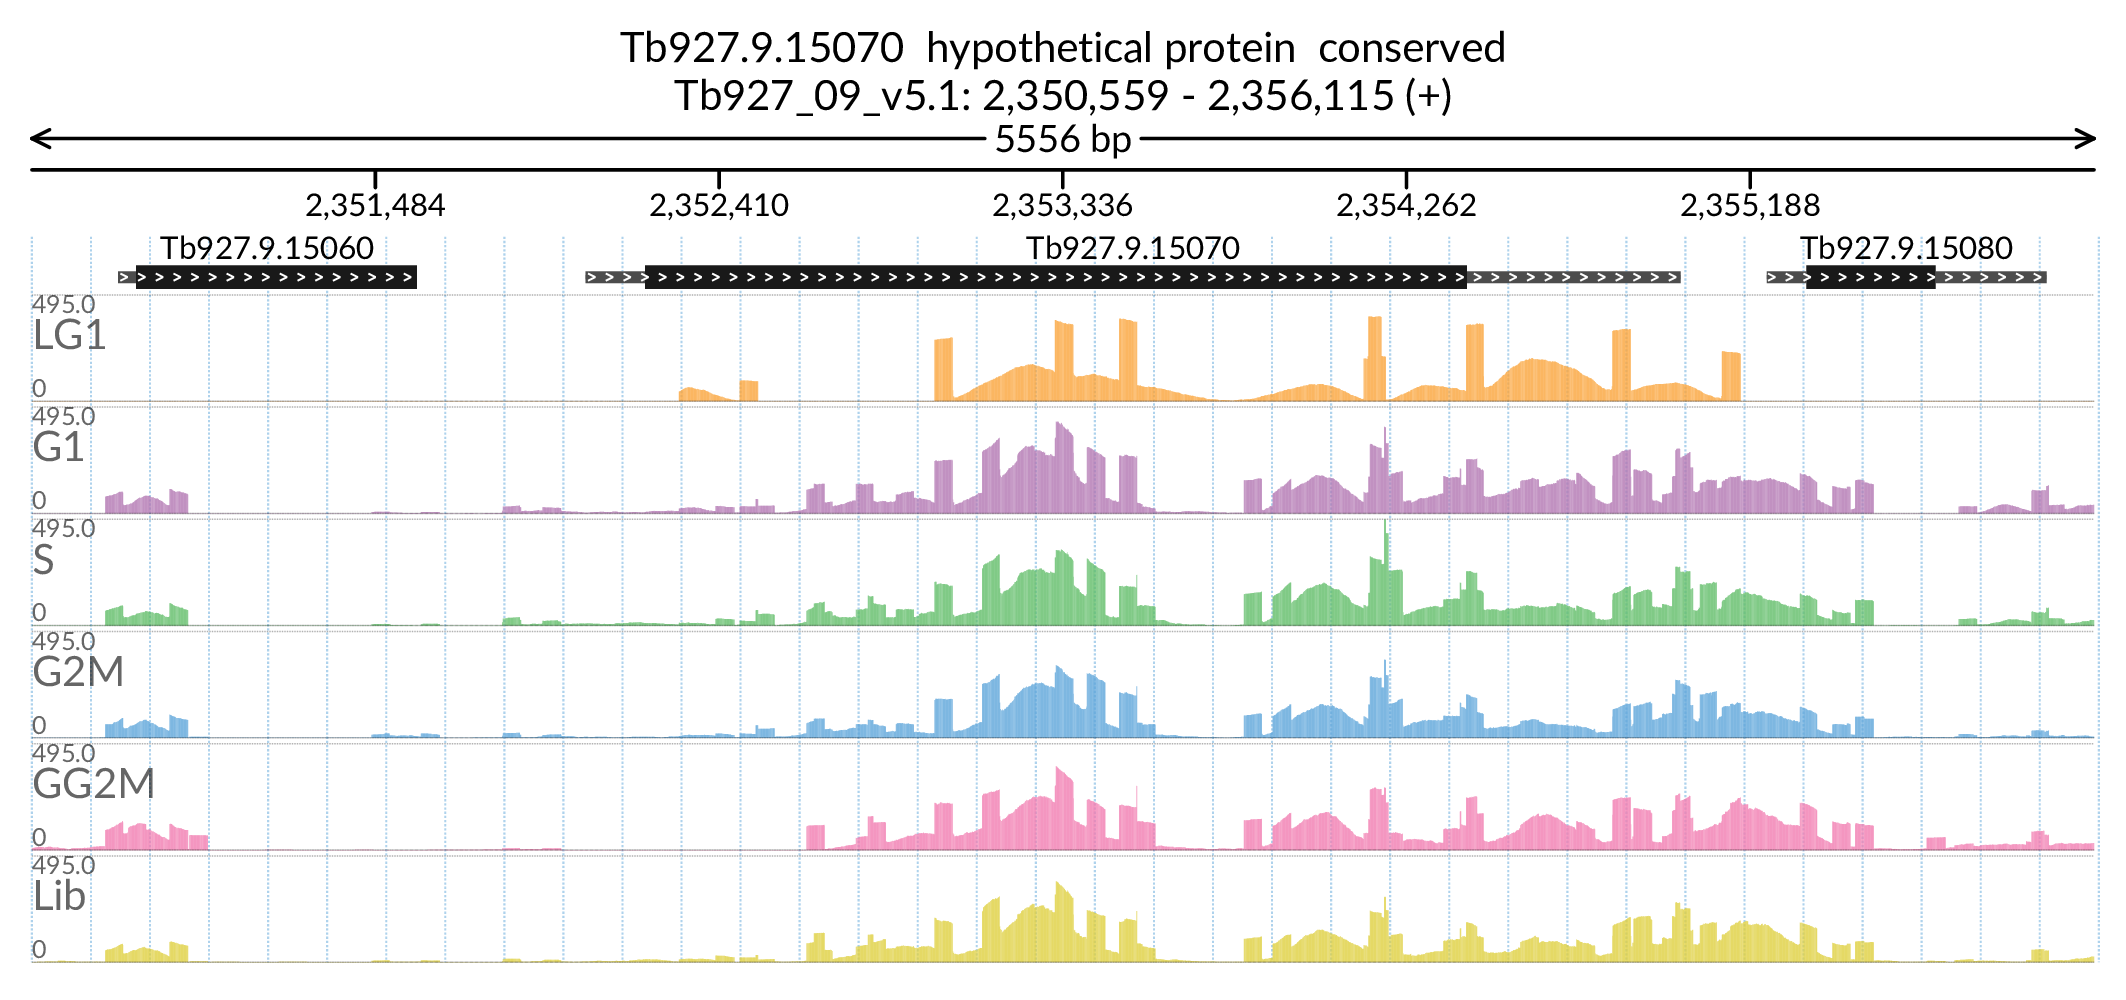 Tb927.9.15070  hypothetical protein  conserved
Tb927_09_v5.1: 2,350,559 - 2,356,115 (+)
5556 bp
2,351,484 2,352,410 2,353,336 2,354,262 2,355,188
Tb927.9.15060 Tb927.9.15070 Tb927.9.15080
495.0
LG1
0
495.0
G1
0
495.0
S
0
495.0
G2M
0
495.0
GG2M
0
495.0
Lib
0